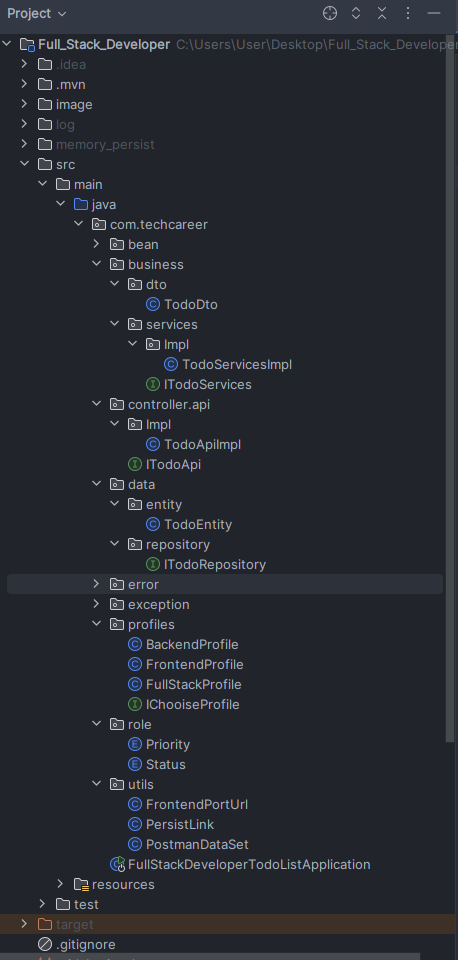 Project
Full_Stack_Developer C:\Users\User\Desktop\Full_Stack_Developer
.idea
.mvn
image
log
memory_persist
src
main
java
com.techcareer
bean
business
dto
TodoDto
services
Impl
TodoServicesImpl
ITodoServices
controller.api
Impl
TodoApiImpl
ITodoApi
data
entity
TodoEntity
repository
ITodoRepository
error
exception
profiles
BackendProfile
FrontendProfile
FullStackProfile
IChooiseProfile
role
Priority
Status
utils
FrontendPortUrl
PersistLink
PostmanDataSet
FullStackDeveloperTodoListApplication
resources
test
target
.gitignore